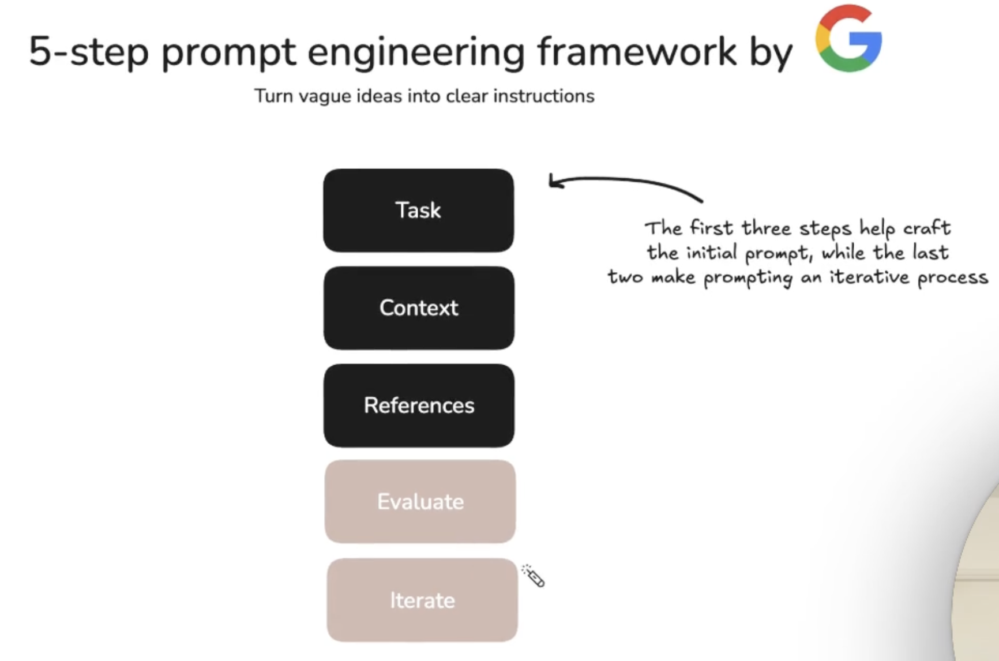 5-step prompt engineering framework by G
Turn vague ideas into clear instructions
Task
The first three steps help craft
the initial prompt, while the last
two make prompting an iterative process
Context
References
Evaluate
Iterate